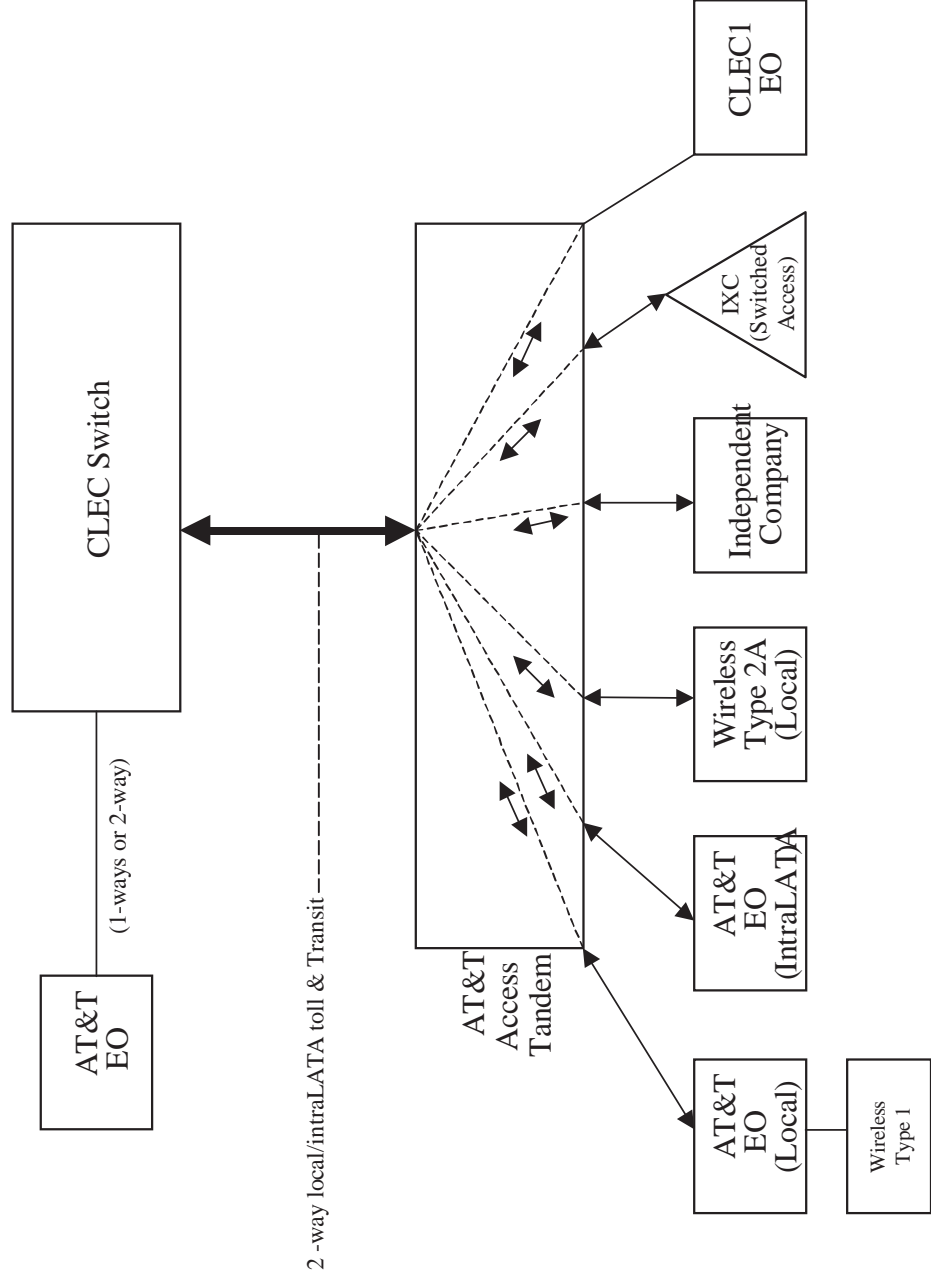 CLEC Switch
AT&T
EO
(1-ways or 2-way)
2 -way local/intraLATA toll & Transit
AT&T
Access
Tandem
AT&T
EO
(Local)
Wireless
Type 1
AT&T
EO
(IntraLATA
Wireless
Type 2A
(Local)
Independent
Company
IXC
(Switched
Access)
CLEC1
EO